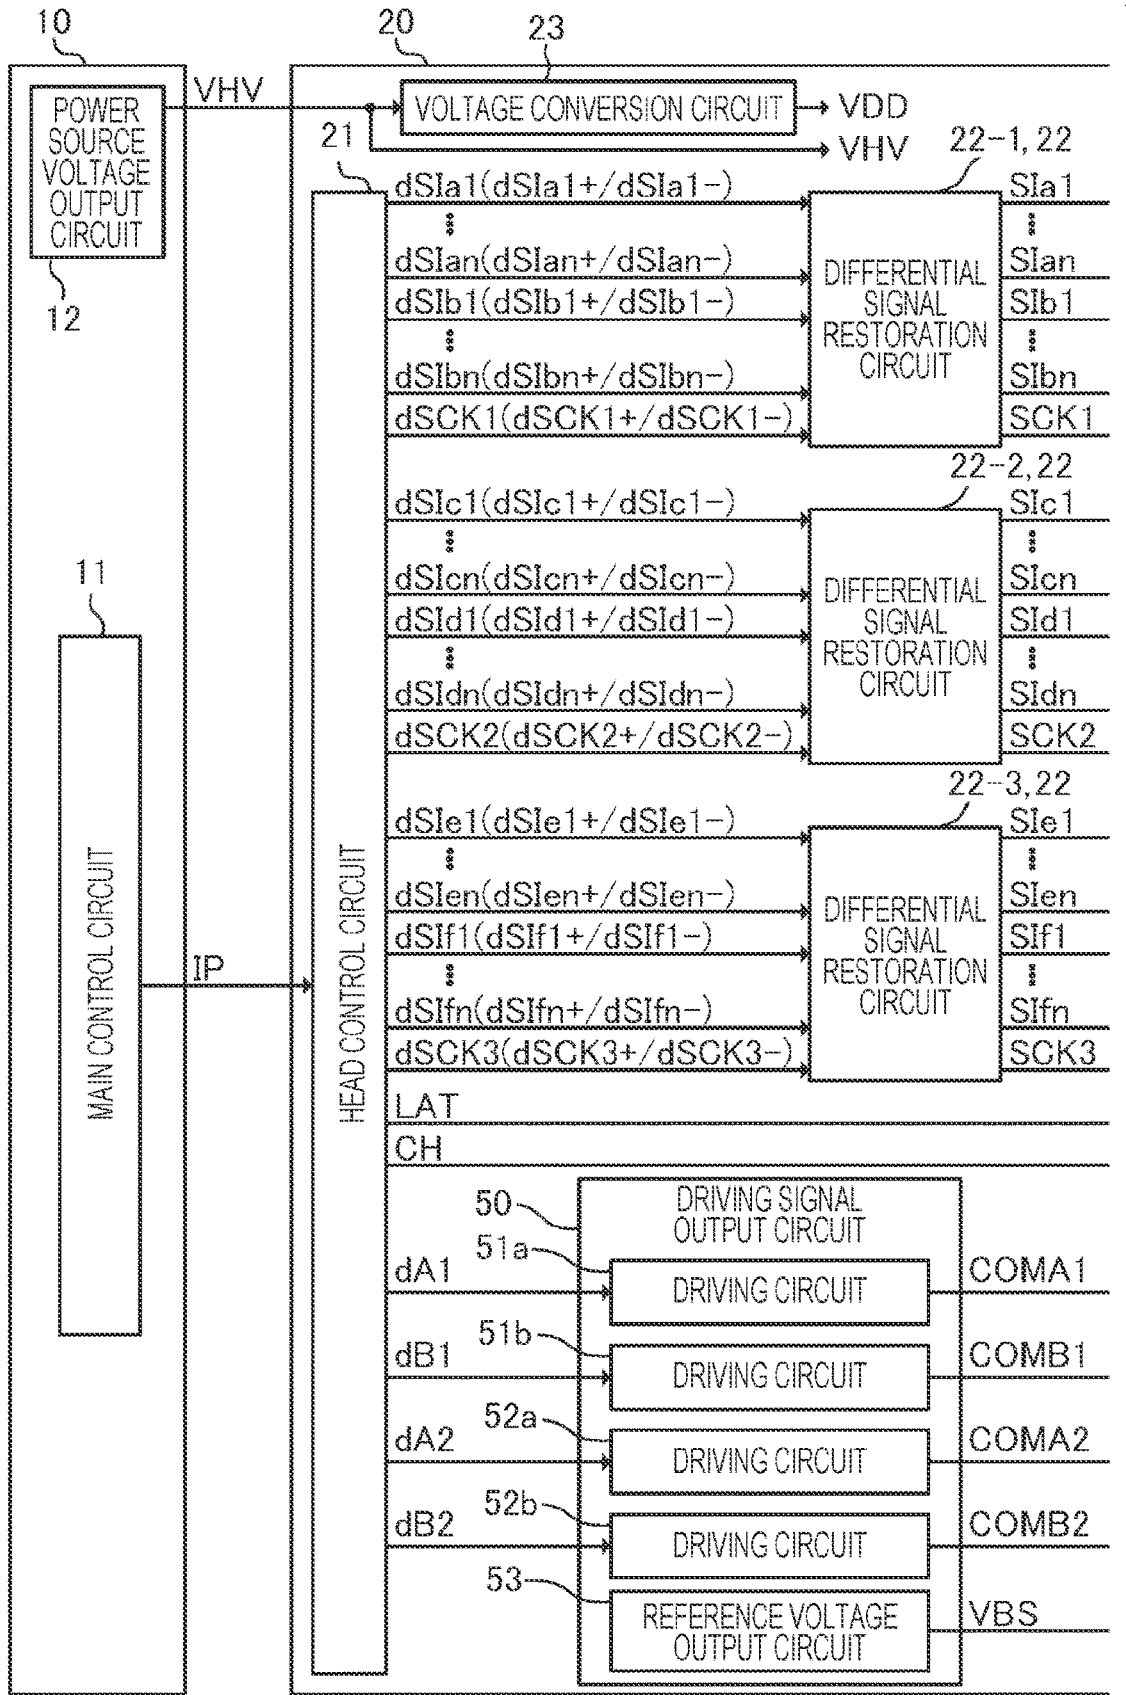 10
20
23
VHV
POWER
SOURCE
VOLTAGE
OUTPUT
CIRCUIT
12
VOLTAGE CONVERSION CIRCUIT
VDD
VHV
21
22-1, 22
dSIa1(dSIa1+/dSIa1-)
SIa1
dSIan(dSIan+/dSIan-)
SIan
dSIb1(dSIb1+/dSIb1-)
SIb1
dSIbn(dSIbn+/dSIbn-)
SIbn
dSCK1(dSCK1+/dSCK1-)
SCK1
DIFFERENTIAL
SIGNAL
RESTORATION
CIRCUIT
22-2, 22
dSIc1(dSIc1+/dSIc1-)
SIc1
dSIcn(dSIcn+/dSIcn-)
SIcn
dSId1(dSId1+/dSId1-)
SId1
dSIdn(dSIdn+/dSIdn-)
SIdn
dSCK2(dSCK2+/dSCK2-)
SCK2
DIFFERENTIAL
SIGNAL
RESTORATION
CIRCUIT
11
MAIN CONTROL CIRCUIT
IP
HEAD CONTROL CIRCUIT
22-3, 22
dSIe1(dSIe1+/dSIe1-)
SIe1
dSIen(dSIen+/dSIen-)
SIen
dSIf1(dSIf1+/dSIf1-)
SIf1
dSIfn(dSIfn+/dSIfn-)
SIfn
dSCK3(dSCK3+/dSCK3-)
SCK3
DIFFERENTIAL
SIGNAL
RESTORATION
CIRCUIT
LAT
CH
50
DRIVING SIGNAL
OUTPUT CIRCUIT
51a
dA1
DRIVING CIRCUIT
COMA1
51b
dB1
DRIVING CIRCUIT
COMB1
52a
dA2
DRIVING CIRCUIT
COMA2
52b
dB2
DRIVING CIRCUIT
COMB2
53
REFERENCE VOLTAGE
OUTPUT CIRCUIT
VBS